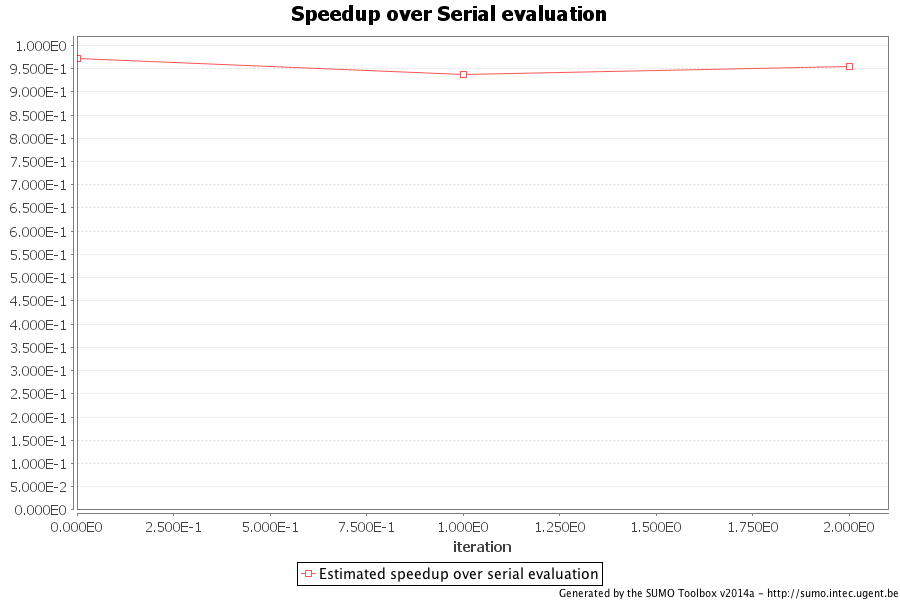 Speedup over Serial evaluation
1.000E0
9.500E-1
9.000E-1
8.500E-1
8.000E-1
7.500E-1
7.000E-1
6.500E-1
6.000E-1
5.500E-1
5.000E-1
4.500E-1
4.000E-1
3.500E-1
3.000E-1
2.500E-1
2.000E-1
1.500E-1
1.000E-1
5.000E-2
0.000E0
0.000E0 2.500E-1 5.000E-1 7.500E-1 1.000E0 1.250E0 1.500E0 1.750E0 2.000E0
iteration
Estimated speedup over serial evaluation
Generated by the SUMO Toolbox v2014a - http://sumo.intec.ugent.be